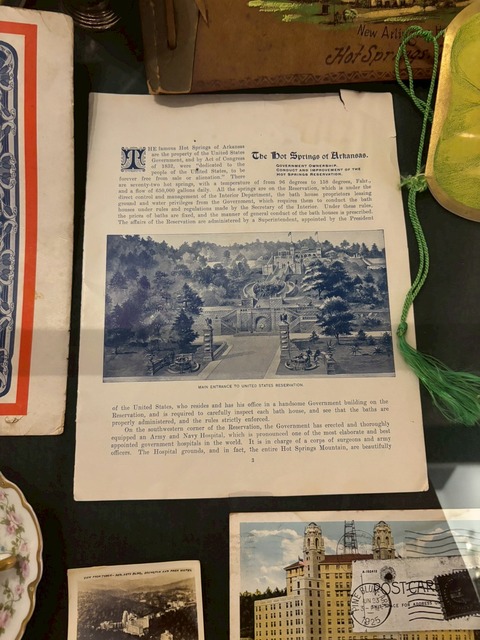 New Arlin
Hot Springs
The Hot Springs of Arkansas.
GOVERNMENT OWNERSHIP.
CONDUCT AND IMPROVEMENT OF THE
HOT SPRINGS RESERVATION.
THE famous Hot Springs of Arkansas
are the property of the United States
Government, and by Act of Congress
of 1832, were "dedicated to the
people of the United States, to be
forever free from sale or alienation." There
are seventy-two hot springs, with a temperature of from 96 degrees to 158 degrees, Fahr.,
and a flow of 630,000 gallons daily. All the springs are on the Reservation, which is under the
direct control and management of the Interior Department, the bath house proprietors leasing
ground and water privileges from the Government, which requires them to conduct the bath
houses under rules and regulations made by the Secretary of the Interior. Under these rules,
the prices of baths are fixed, and the manner of general conduct of the bath houses is prescribed.
The affairs of the Reservation are administered by a Superintendent, appointed by the President
MAIN ENTRANCE TO UNITED STATES RESERVATION
of the United States, who resides and has his office in a handsome Government building on the
Reservation, and is required to carefully inspect each bath house, and see that the baths are
properly administered, and the rules strictly enforced.
On the southwestern corner of the Reservation, the Government has erected and thoroughly
equipped an Army and Navy Hospital, which is pronounced one of the most elaborate and best
appointed government hospitals in the world. It is in charge of a corps of surgeons and army
officers. The Hospital grounds, and in fact, the entire Hot Springs Mountain, are beautifully
POSTCAR
1925